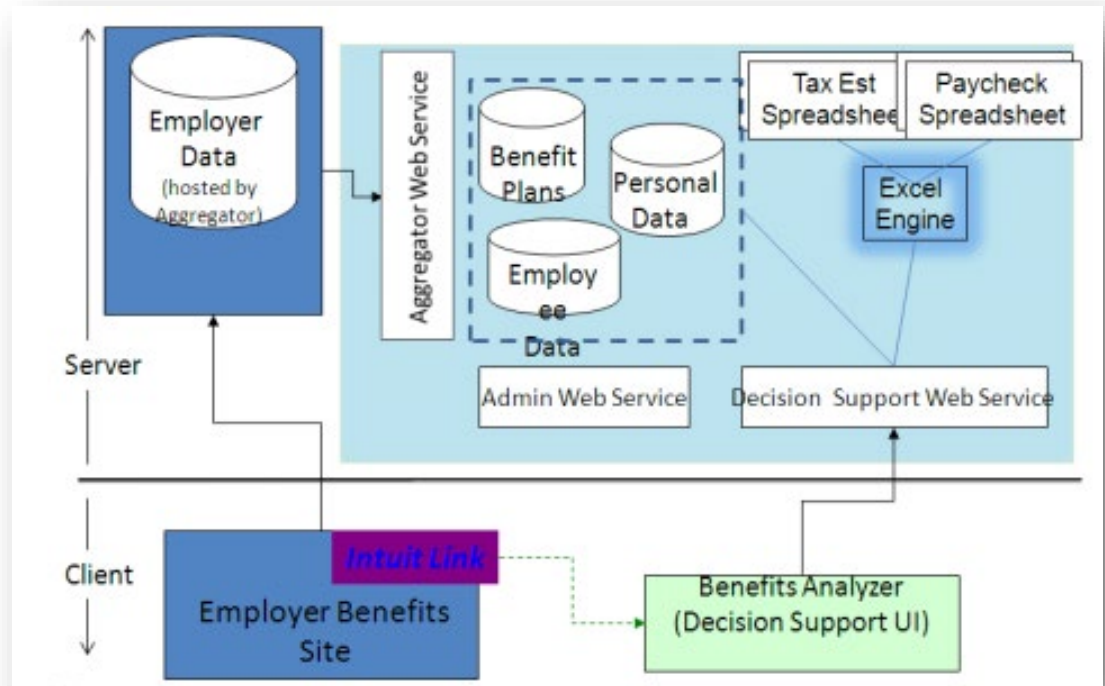 Employer
Data
(hosted by
Aggregator)
Aggregator Web Service
Benefit
Plans
Personal
Data
Employ
ee
Data
Tax Est
Spreadshee
Paycheck
Spreadsheet
Excel
Engine
Server
Admin Web Service
Decision Support Web Service
Client
Intuit Link
Employer Benefits
Site
Benefits Analyzer
(Decision Support UI)